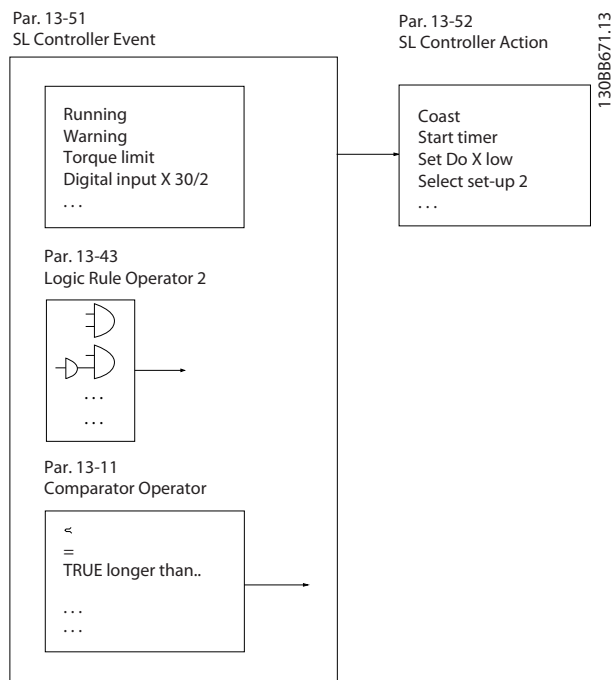 Par. 13-51
SL Controller Event
Par. 13-52
SL Controller Action
130BB671.13
Running
Warning
Torque limit
Digital input X 30/2
. . .
Coast
Start timer
Set Do X low
Select set-up 2
. . .
Par. 13-43
Logic Rule Operator 2
. . .
. . .
Par. 13-11
Comparator Operator
=
TRUE longer than..
. . .
. . .